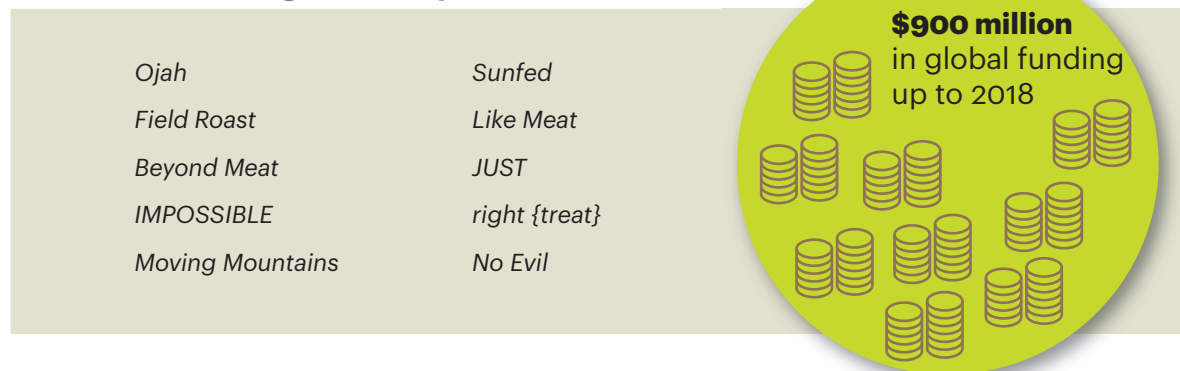 Ojah
Field Roast
Beyond Meat
IMPOSSIBLE
Moving Mountains
Sunfed
Like Meat
JUST
right {treat}
No Evil
$900 million
in global funding
up to 2018